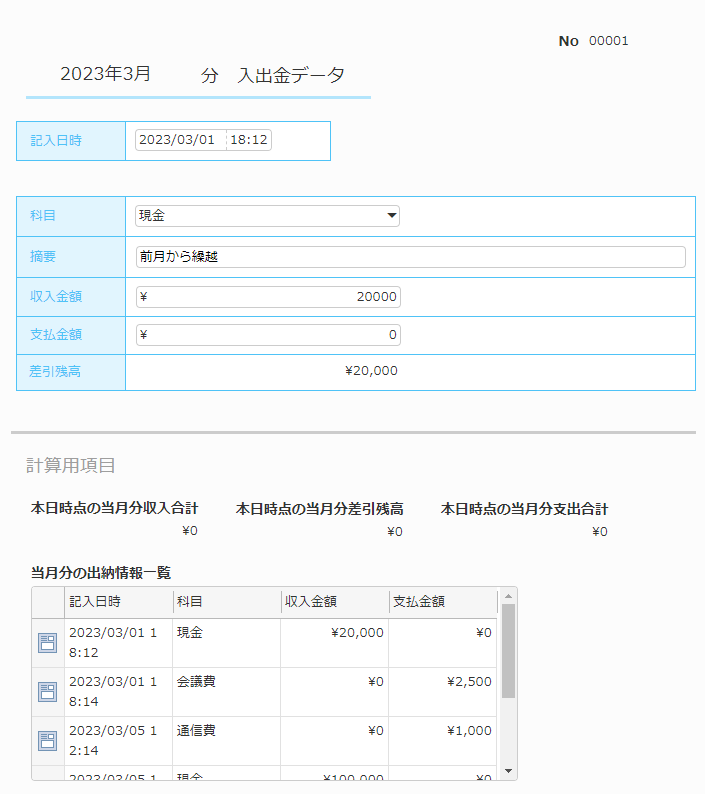 No 00001
2023年3月 分 入出金データ
記入日時 2023/03/01 18:12
科目 現金
摘要 前月から繰越
収入金額 ¥ 20000
支払金額 ¥ 0
差引残高 ¥20,000
計算用項目
本日時点の当月分収入合計 本日時点の当月分差引残高 本日時点の当月分支出合計
¥0 ¥0 ¥0
当月分の出納情報一覧
記入日時 科目 収入金額 支払金額
2023/03/01 1 現金 ¥20,000 ¥0
8:12
2023/03/01 1 会議費 ¥0 ¥2,500
8:14
2023/03/05 1 通信費 ¥0 ¥1,000
2:14
2023/03/05 1 現金 ¥100,000 ¥0